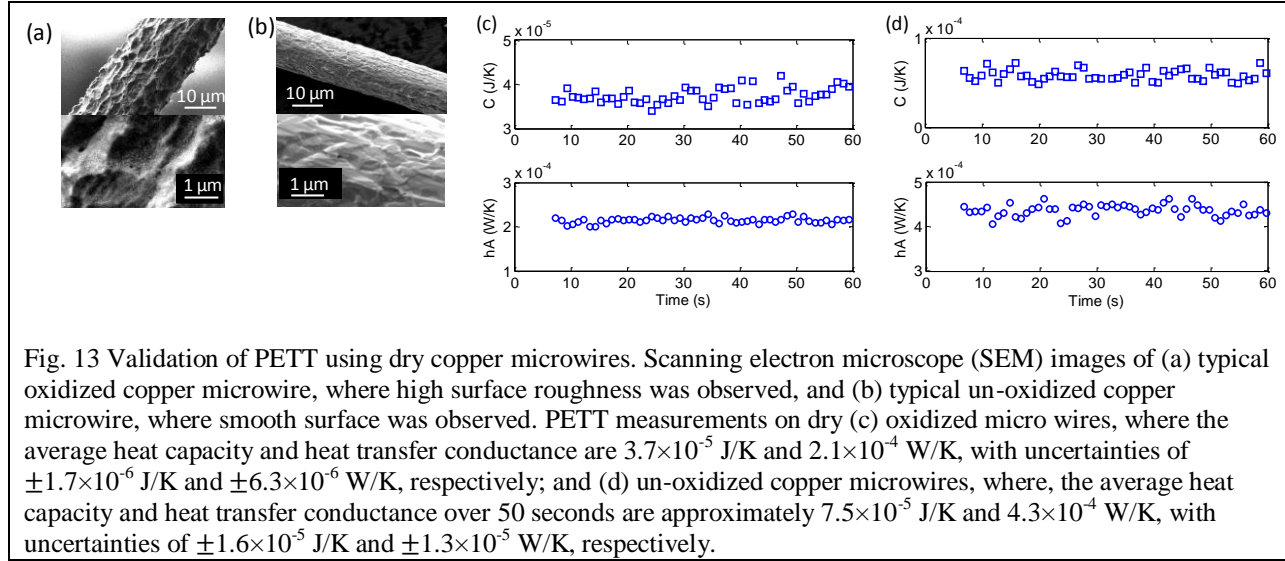 (a)
(b)
(c)
(d)
10 µm
1 µm
10 µm
1 µm
x 10⁻⁵
5
4
3
C (J/K)
0 10 20 30 40 50 60
x 10⁻⁴
3
2
1
hA (W/K)
0 10 20 30 40 50 60
Time (s)
x 10⁻⁴
1
0.5
0
C (J/K)
0 10 20 30 40 50 60
x 10⁻⁴
5
4
3
hA (W/K)
0 10 20 30 40 50 60
Time (s)
Fig. 13 Validation of PETT using dry copper microwires. Scanning electron microscope (SEM) images of (a) typical
oxidized copper microwire, where high surface roughness was observed, and (b) typical un-oxidized copper
microwire, where smooth surface was observed. PETT measurements on dry (c) oxidized micro wires, where the
average heat capacity and heat transfer conductance are 3.7×10⁻⁵ J/K and 2.1×10⁻⁴ W/K, with uncertainties of
±1.7×10⁻⁶ J/K and ±6.3×10⁻⁶ W/K, respectively; and (d) un-oxidized copper microwires, where, the average heat
capacity and heat transfer conductance over 50 seconds are approximately 7.5×10⁻⁵ J/K and 4.3×10⁻⁴ W/K, with
uncertainties of ±1.6×10⁻⁵ J/K and ±1.3×10⁻⁵ W/K, respectively.